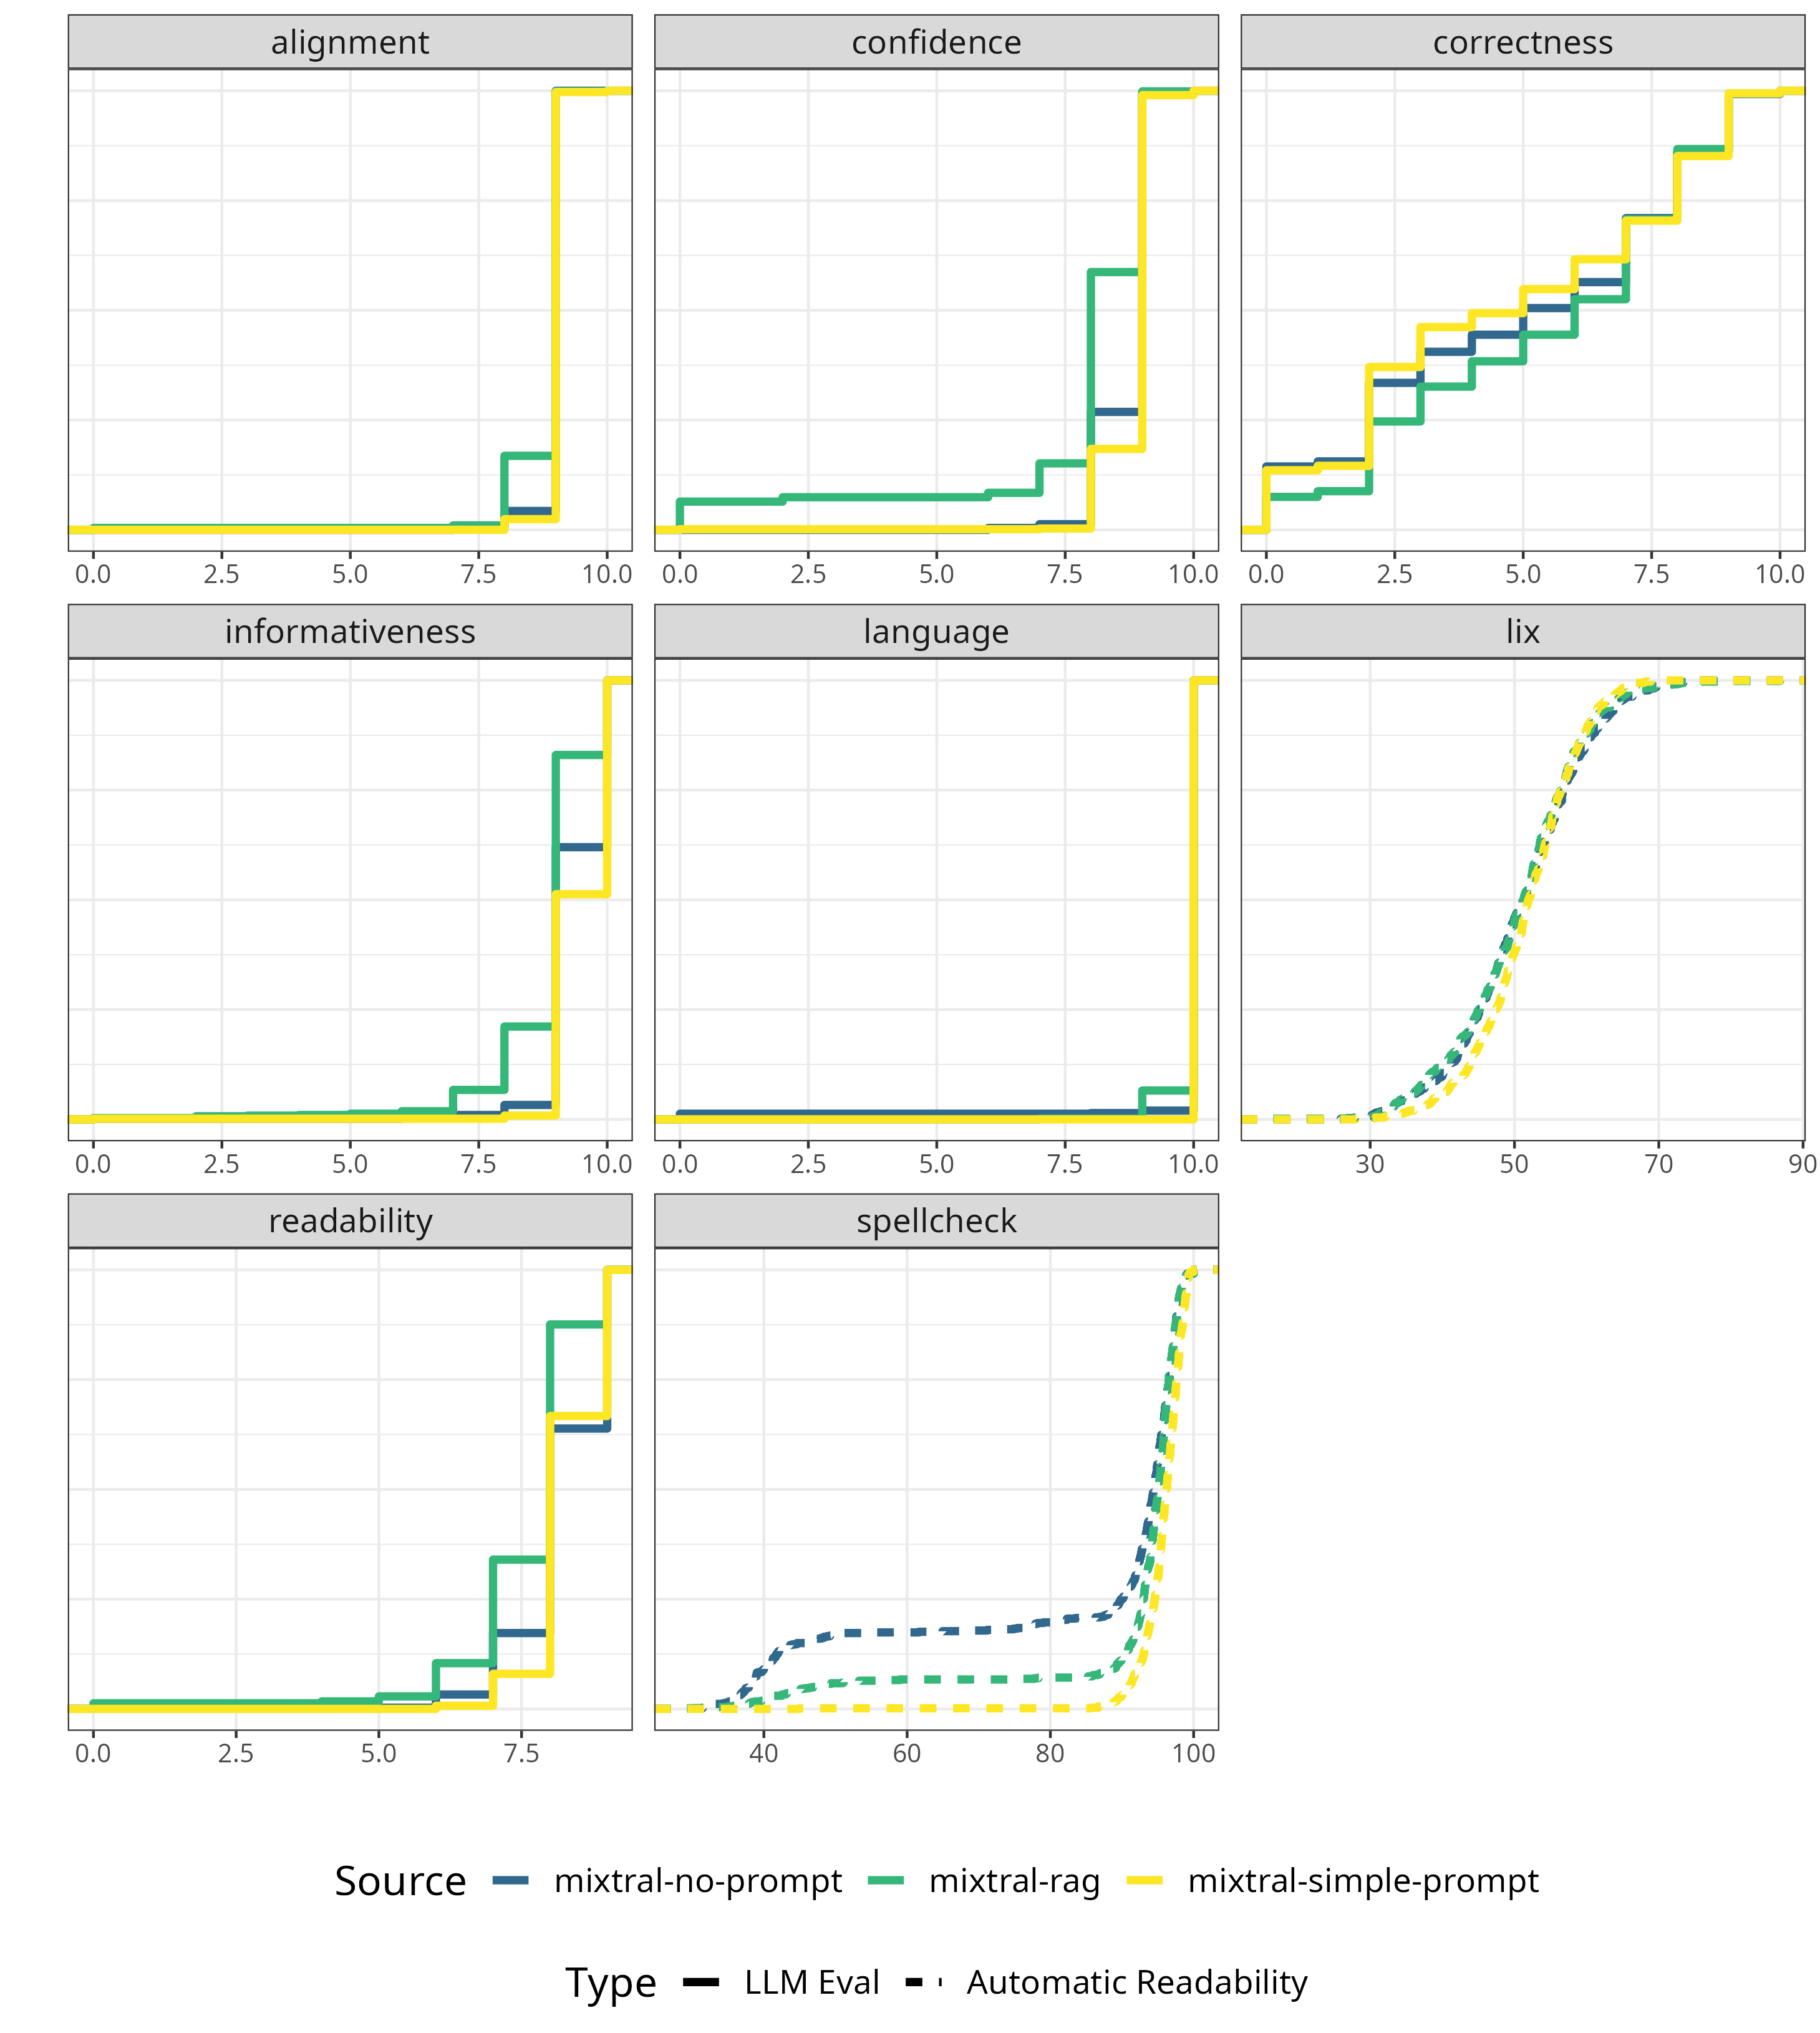 alignment confidence correctness
0.0 2.5 5.0 7.5 10.0 0.0 2.5 5.0 7.5 10.0 0.0 2.5 5.0 7.5 10.0
informativeness language lix
0.0 2.5 5.0 7.5 10.0 0.0 2.5 5.0 7.5 10.0 30 50 70 90
readability spellcheck
0.0 2.5 5.0 7.5 40 60 80 100
Source mixtral-no-prompt mixtral-rag mixtral-simple-prompt
Type LLM Eval Automatic Readability